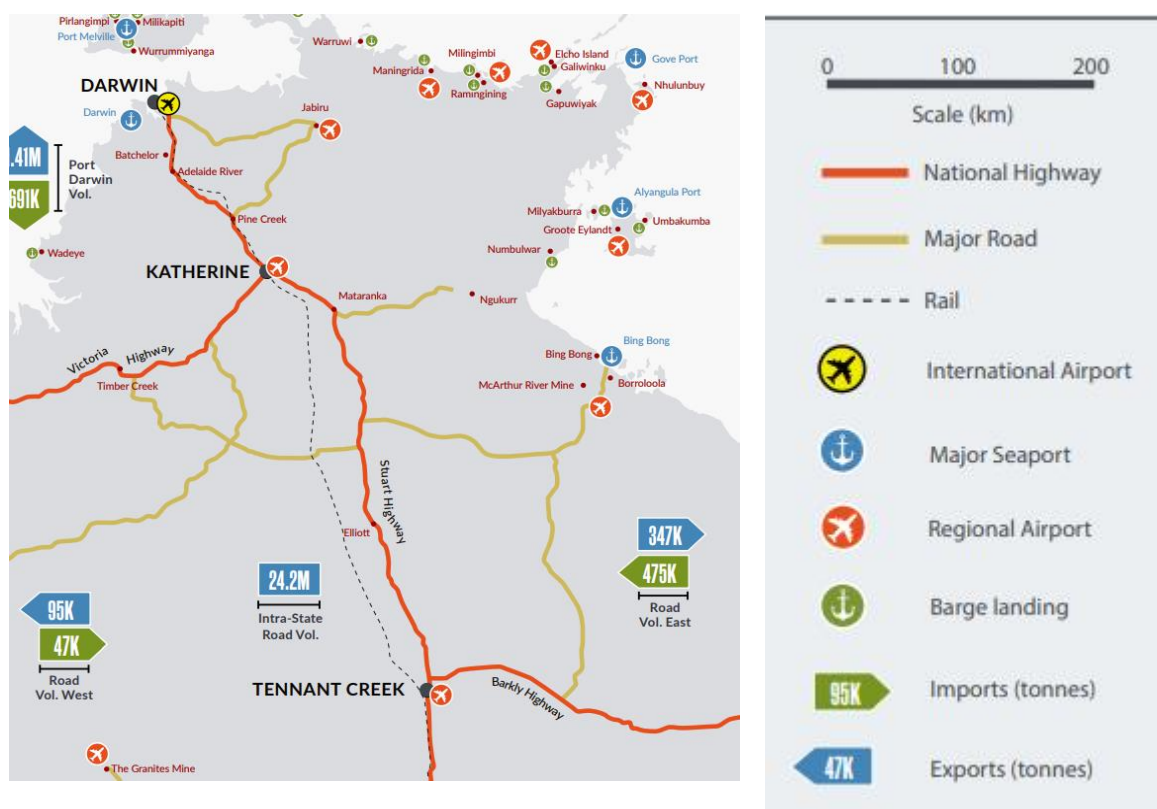 Pirlangimpi
Milikapiti
Port Melville
Wurrummiyanga
Warruwi
Maningrida
Milingimbi
Ramingining
Elcho Island
Galiwinku
Gapuwiyak
Gove Port
Nhulunbuy
DARWIN
Darwin
Jabiru
Batchelor
Adelaide River
.41M
691K
Port
Darwin
Vol.
Pine Creek
Alyangula Port
Milyakburra
Umbakumba
Groote Eylandt
Numbulwar
Wadeye
KATHERINE
Mataranka
Ngukurr
Victoria Highway
Timber Creek
Bing Bong
Bing Bong
McArthur River Mine
Borroloola
Stuart Highway
Elliott
347K
475K
Road
Vol. East
24.2M
Intra-State
Road Vol.
95K
47K
Road
Vol. West
TENNANT CREEK
Barkly Highway
The Granites Mine
0 100 200
Scale (km)
National Highway
Major Road
Rail
International Airport
Major Seaport
Regional Airport
Barge landing
95K Imports (tonnes)
47K Exports (tonnes)